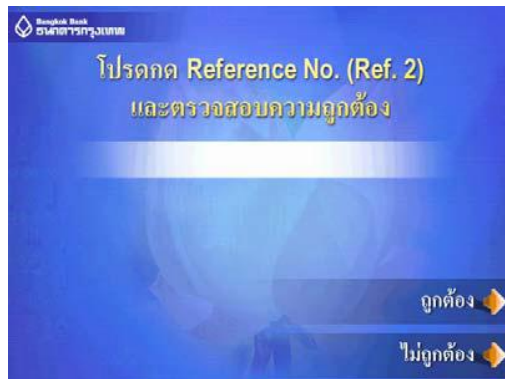 Bangkok Bank
ธนาคารกรุงเทพ
โปรดกด Reference No. (Ref. 2)
และตรวจสอบความถูกต้อง
ถูกต้อง
ไม่ถูกต้อง